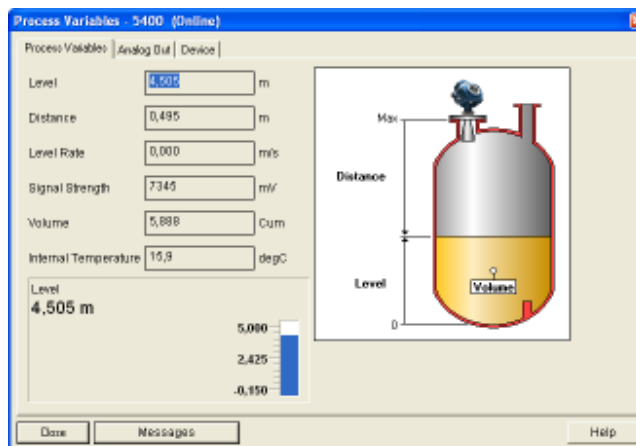 Process Variables - 5400 (Online)
Process Variables Analog Out Device
Level 4,505 m
Distance 0,495 m
Level Rate 0,000 m/s
Signal Strength 7345 mV
Volume 5,888 Cum
Internal Temperature degC
Level
4,505 m
5,000
2,425
-0,150
Max
Distance
Level
Volume
0
Close Messages Help